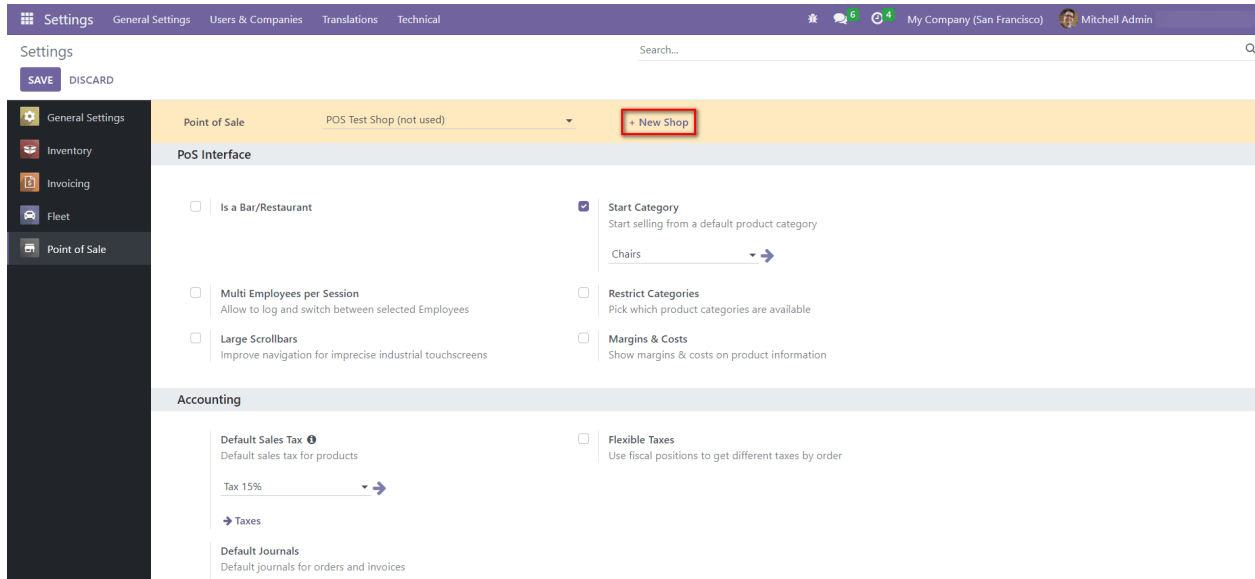 Settings General Settings Users & Companies Translations Technical 6 4 My Company (San Francisco) Mitchell Admin
Settings Search...
SAVE DISCARD
General Settings
Inventory
Invoicing
Fleet
Point of Sale
Point of Sale POS Test Shop (not used) + New Shop
PoS Interface
Is a Bar/Restaurant
Start Category
Start selling from a default product category
Chairs
Multi Employees per Session
Allow to log and switch between selected Employees
Restrict Categories
Pick which product categories are available
Large Scrollbars
Improve navigation for imprecise industrial touchscreens
Margins & Costs
Show margins & costs on product information
Accounting
Default Sales Tax
Default sales tax for products
Tax 15%
Taxes
Flexible Taxes
Use fiscal positions to get different taxes by order
Default Journals
Default journals for orders and invoices